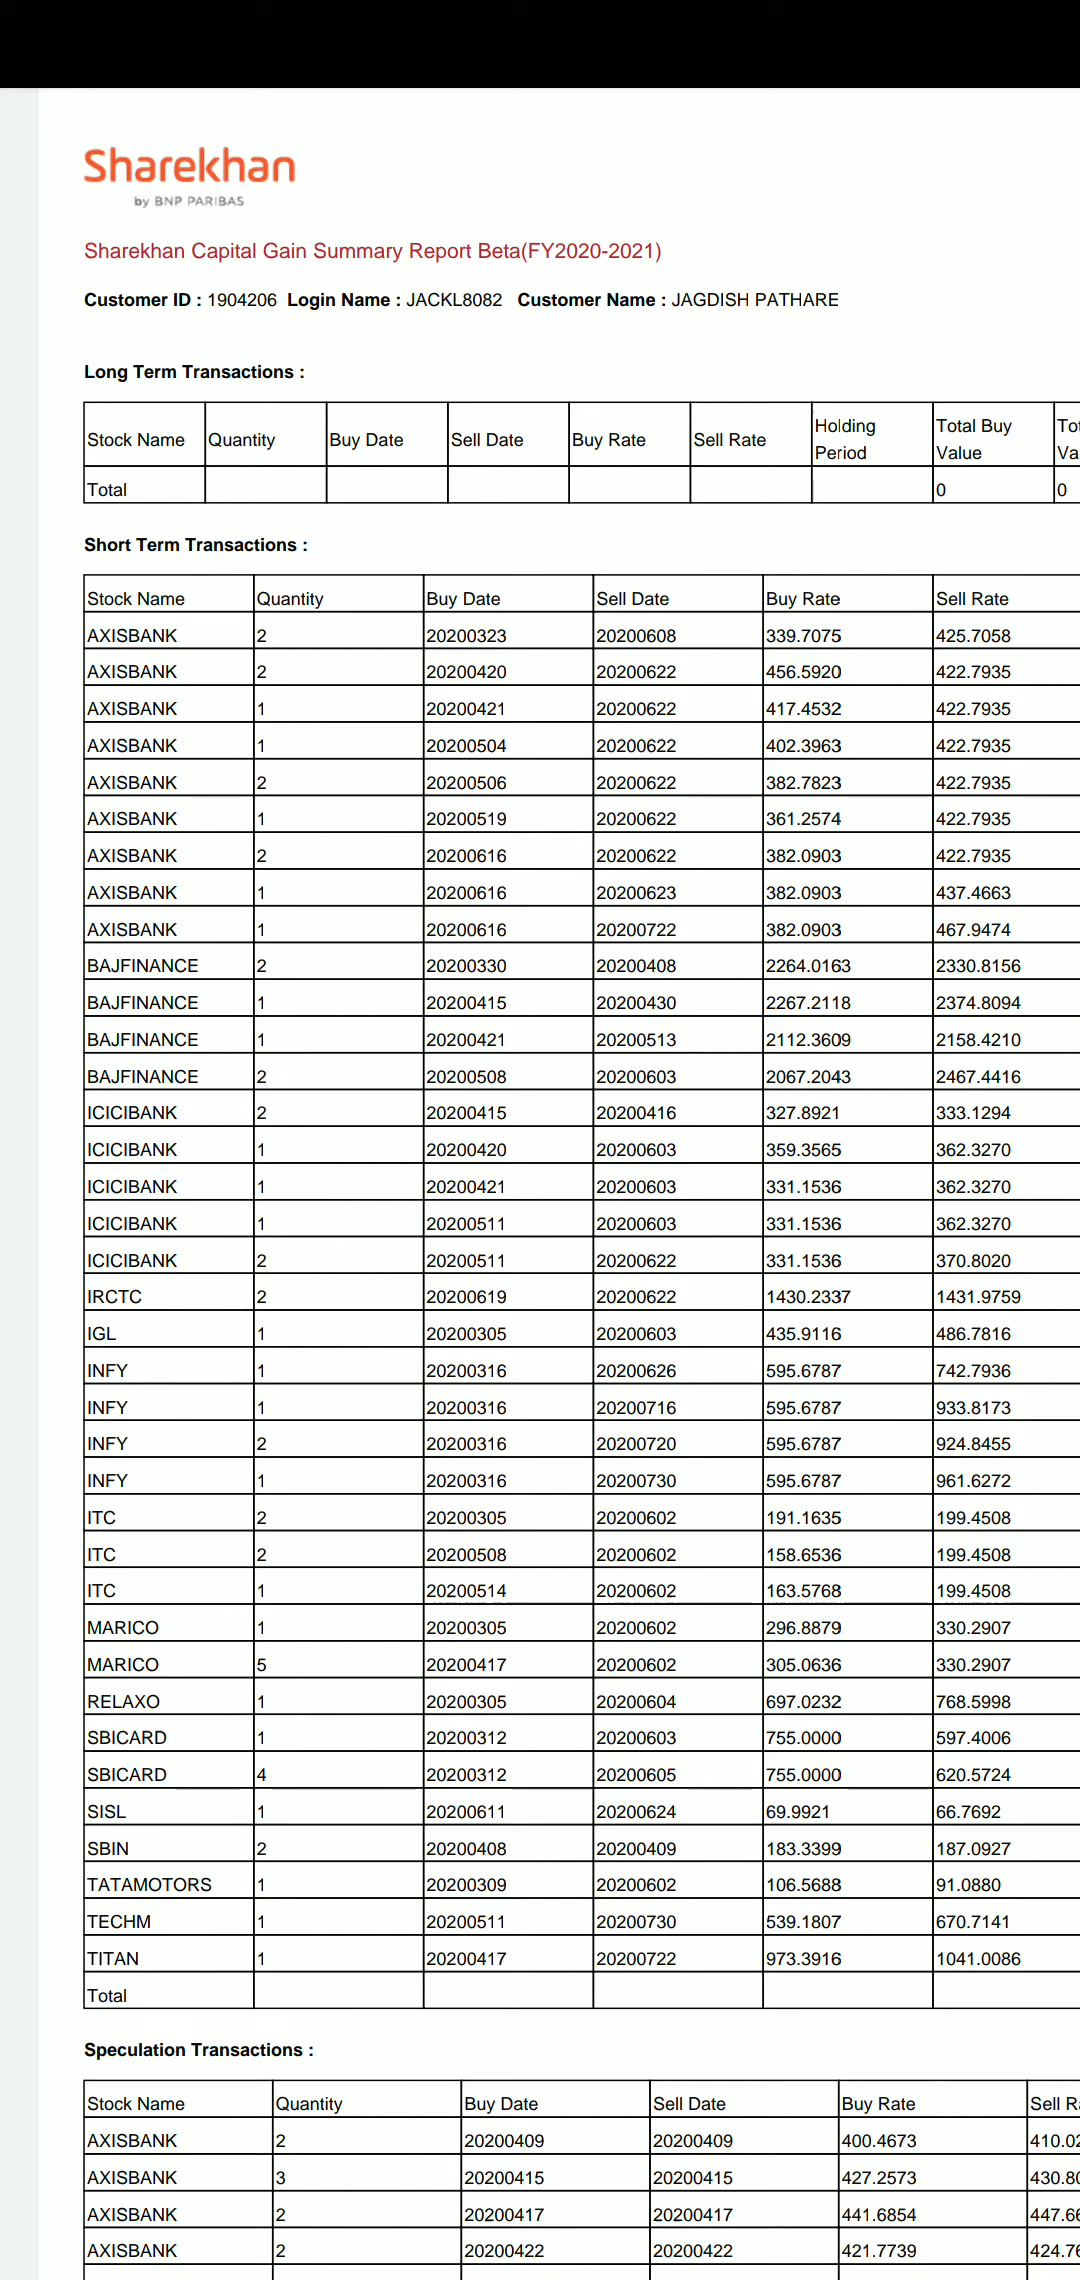 Sharekhan
by BNP PARIBAS
Sharekhan Capital Gain Summary Report Beta(FY2020-2021)
Customer ID : 1904206 Login Name : JACKL8082 Customer Name : JAGDISH PATHARE
Long Term Transactions :
Stock Name Quantity Buy Date Sell Date Buy Rate Sell Rate Holding Period Total Buy Value
Total 0 0
Short Term Transactions :
Stock Name Quantity Buy Date Sell Date Buy Rate Sell Rate
AXISBANK 2 20200323 20200608 339.7075 425.7058
AXISBANK 2 20200420 20200622 456.5920 422.7935
AXISBANK 1 20200421 20200622 417.4532 422.7935
AXISBANK 1 20200504 20200622 402.3963 422.7935
AXISBANK 2 20200506 20200622 382.7823 422.7935
AXISBANK 1 20200519 20200622 361.2574 422.7935
AXISBANK 2 20200616 20200622 382.0903 422.7935
AXISBANK 1 20200616 20200623 382.0903 437.4663
AXISBANK 1 20200616 20200722 382.0903 467.9474
BAJFINANCE 2 20200330 20200408 2264.0163 2330.8156
BAJFINANCE 1 20200415 20200430 2267.2118 2374.8094
BAJFINANCE 1 20200421 20200513 2112.3609 2158.4210
BAJFINANCE 2 20200508 20200603 2067.2043 2467.4416
ICICIBANK 2 20200415 20200416 327.8921 333.1294
ICICIBANK 1 20200420 20200603 359.3565 362.3270
ICICIBANK 1 20200421 20200603 331.1536 362.3270
ICICIBANK 1 20200511 20200603 331.1536 362.3270
ICICIBANK 2 20200511 20200622 331.1536 370.8020
IRCTC 2 20200619 20200622 1430.2337 1431.9759
IGL 1 20200305 20200603 435.9116 486.7816
INFY 1 20200316 20200626 595.6787 742.7936
INFY 1 20200316 20200716 595.6787 933.8173
INFY 2 20200316 20200720 595.6787 924.8455
INFY 1 20200316 20200730 595.6787 961.6272
ITC 2 20200305 20200602 191.1635 199.4508
ITC 2 20200508 20200602 158.6536 199.4508
ITC 1 20200514 20200602 163.5768 199.4508
MARICO 1 20200305 20200602 296.8879 330.2907
MARICO 5 20200417 20200602 305.0636 330.2907
RELAXO 1 20200305 20200604 697.0232 768.5998
SBICARD 1 20200312 20200603 755.0000 597.4006
SBICARD 4 20200312 20200605 755.0000 620.5724
SISL 1 20200611 20200624 69.9921 66.7692
SBIN 2 20200408 20200409 183.3399 187.0927
TATAMOTORS 1 20200309 20200602 106.5688 91.0880
TECHM 1 20200511 20200730 539.1807 670.7141
TITAN 1 20200417 20200722 973.3916 1041.0086
Total
Speculation Transactions :
Stock Name Quantity Buy Date Sell Date Buy Rate Sell
AXISBANK 2 20200409 20200409 400.4673
AXISBANK 3 20200415 20200415 427.2573
AXISBANK 2 20200417 20200417 441.6854
AXISBANK 2 20200422 20200422 421.7739